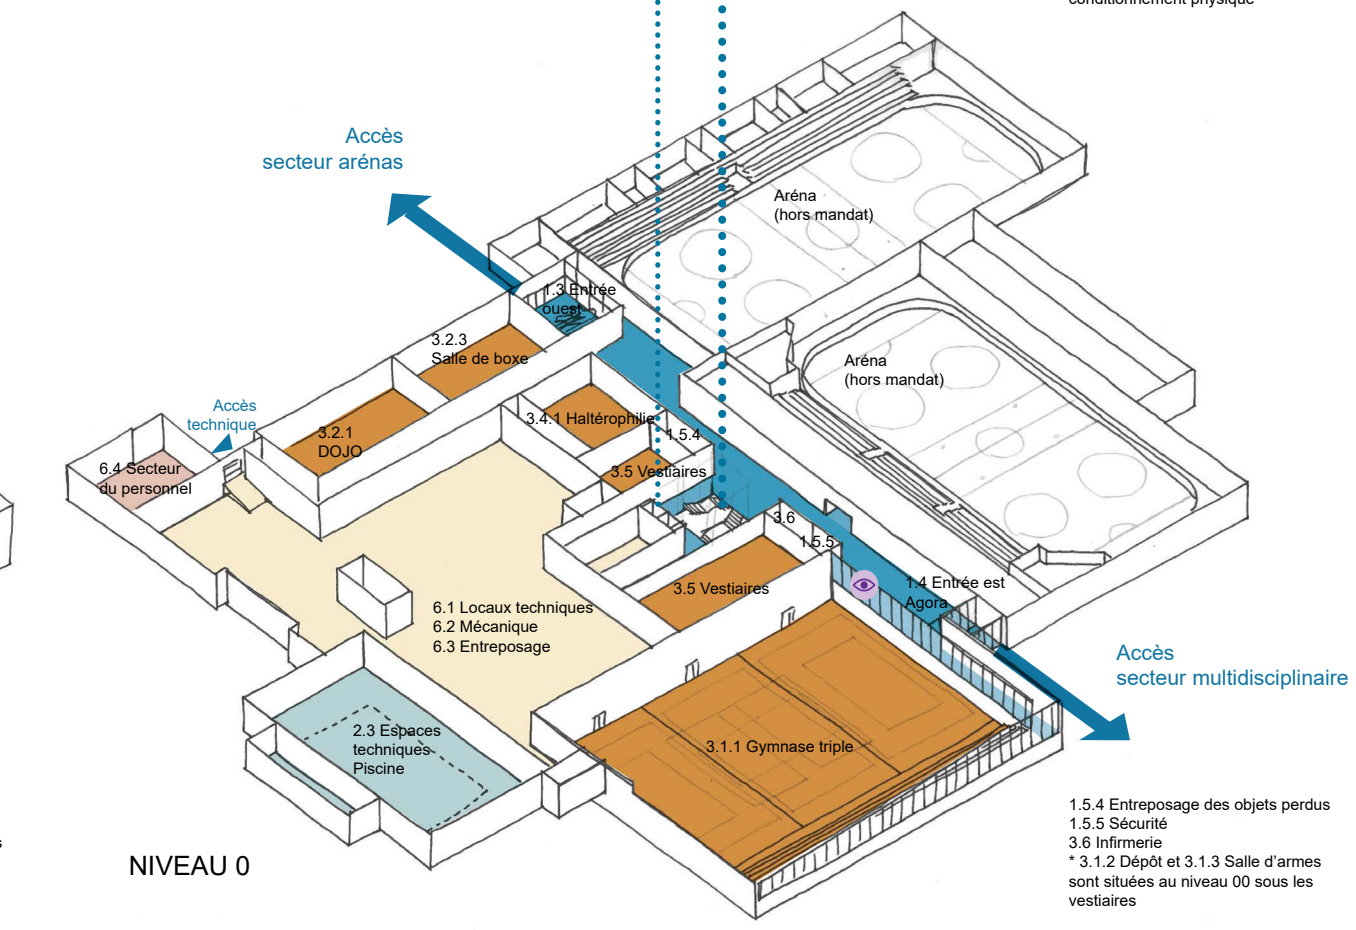 conditionnement physique
Accès
secteur arénas
Aréna
(hors mandat)
1.3 Entrée
ouest
3.2.3
Salle de boxe
Aréna
(hors mandat)
Accès
technique
3.4.1 Haltérophilie
3.2.1
DOJO
1.5.4
6.4 Secteur
du personnel
3.5 Vestiaires
3.6
1.5.5
3.5 Vestiaires
1.4 Entrée est
Agora
6.1 Locaux techniques
6.2 Mécanique
6.3 Entreposage
Accès
secteur multidisciplinaire
2.3 Espaces
techniques
Piscine
3.1.1 Gymnase triple
1.5.4 Entreposage des objets perdus
1.5.5 Sécurité
3.6 Infirmerie
* 3.1.2 Dépôt et 3.1.3 Salle d'armes
sont situées au niveau 00 sous les
vestiaires
s
NIVEAU 0